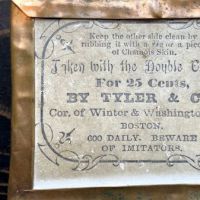 Keep the other side clean by
rubbing it with a rag or a piec
of Chamois Skin.
Taken with the Double C
For 25 Cents,
BY TYLER & C
Cor. of Winter & Washington
BOSTON.
600 DAILY. BEWARE
OF IMITATORS.